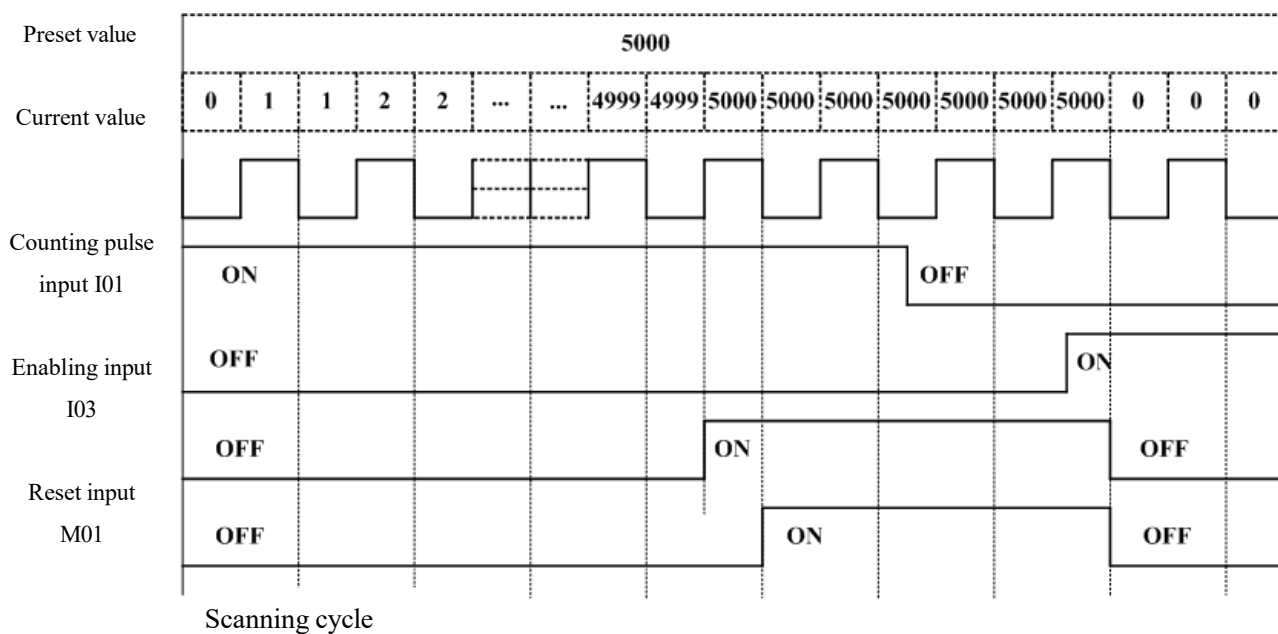 Preset value
5000
Current value
0 1 1 2 2 ... ... 4999 4999 5000 5000 5000 5000 5000 5000 5000 0 0 0
Counting pulse
input I01
ON
OFF
Enabling input
I03
OFF
ON
OFF
ON
OFF
Reset input
M01
OFF
ON
OFF
Scanning cycle